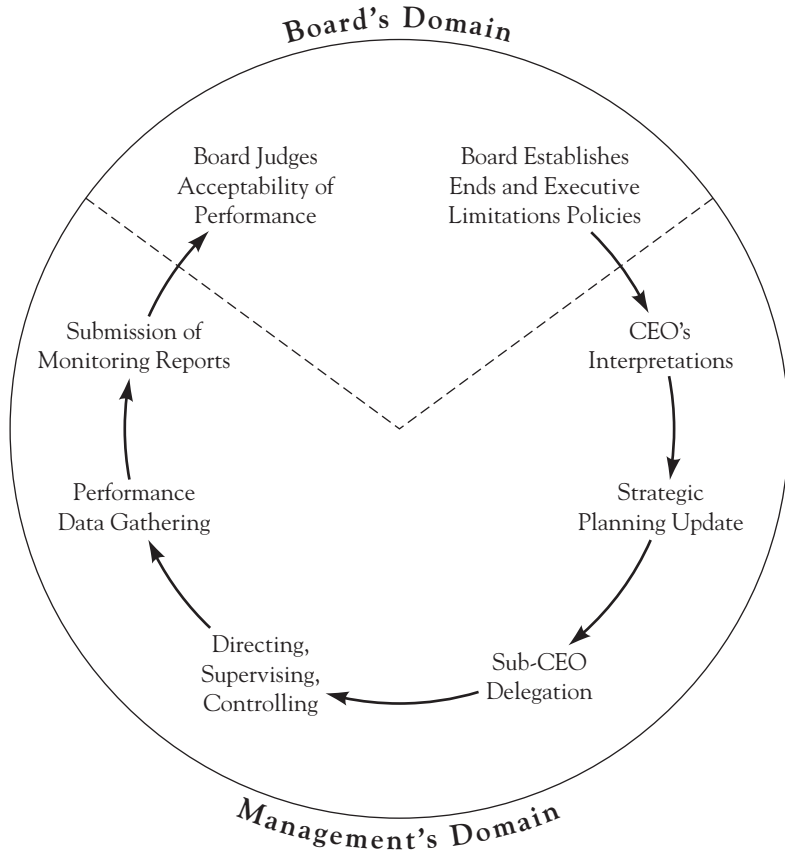 Board's Domain
Board Judges
Acceptability of
Performance
Board Establishes
Ends and Executive
Limitations Policies
CEO's
Interpretations
Strategic
Planning Update
Sub-CEO
Delegation
Directing,
Supervising,
Controlling
Performance
Data Gathering
Submission of
Monitoring Reports
Management's Domain